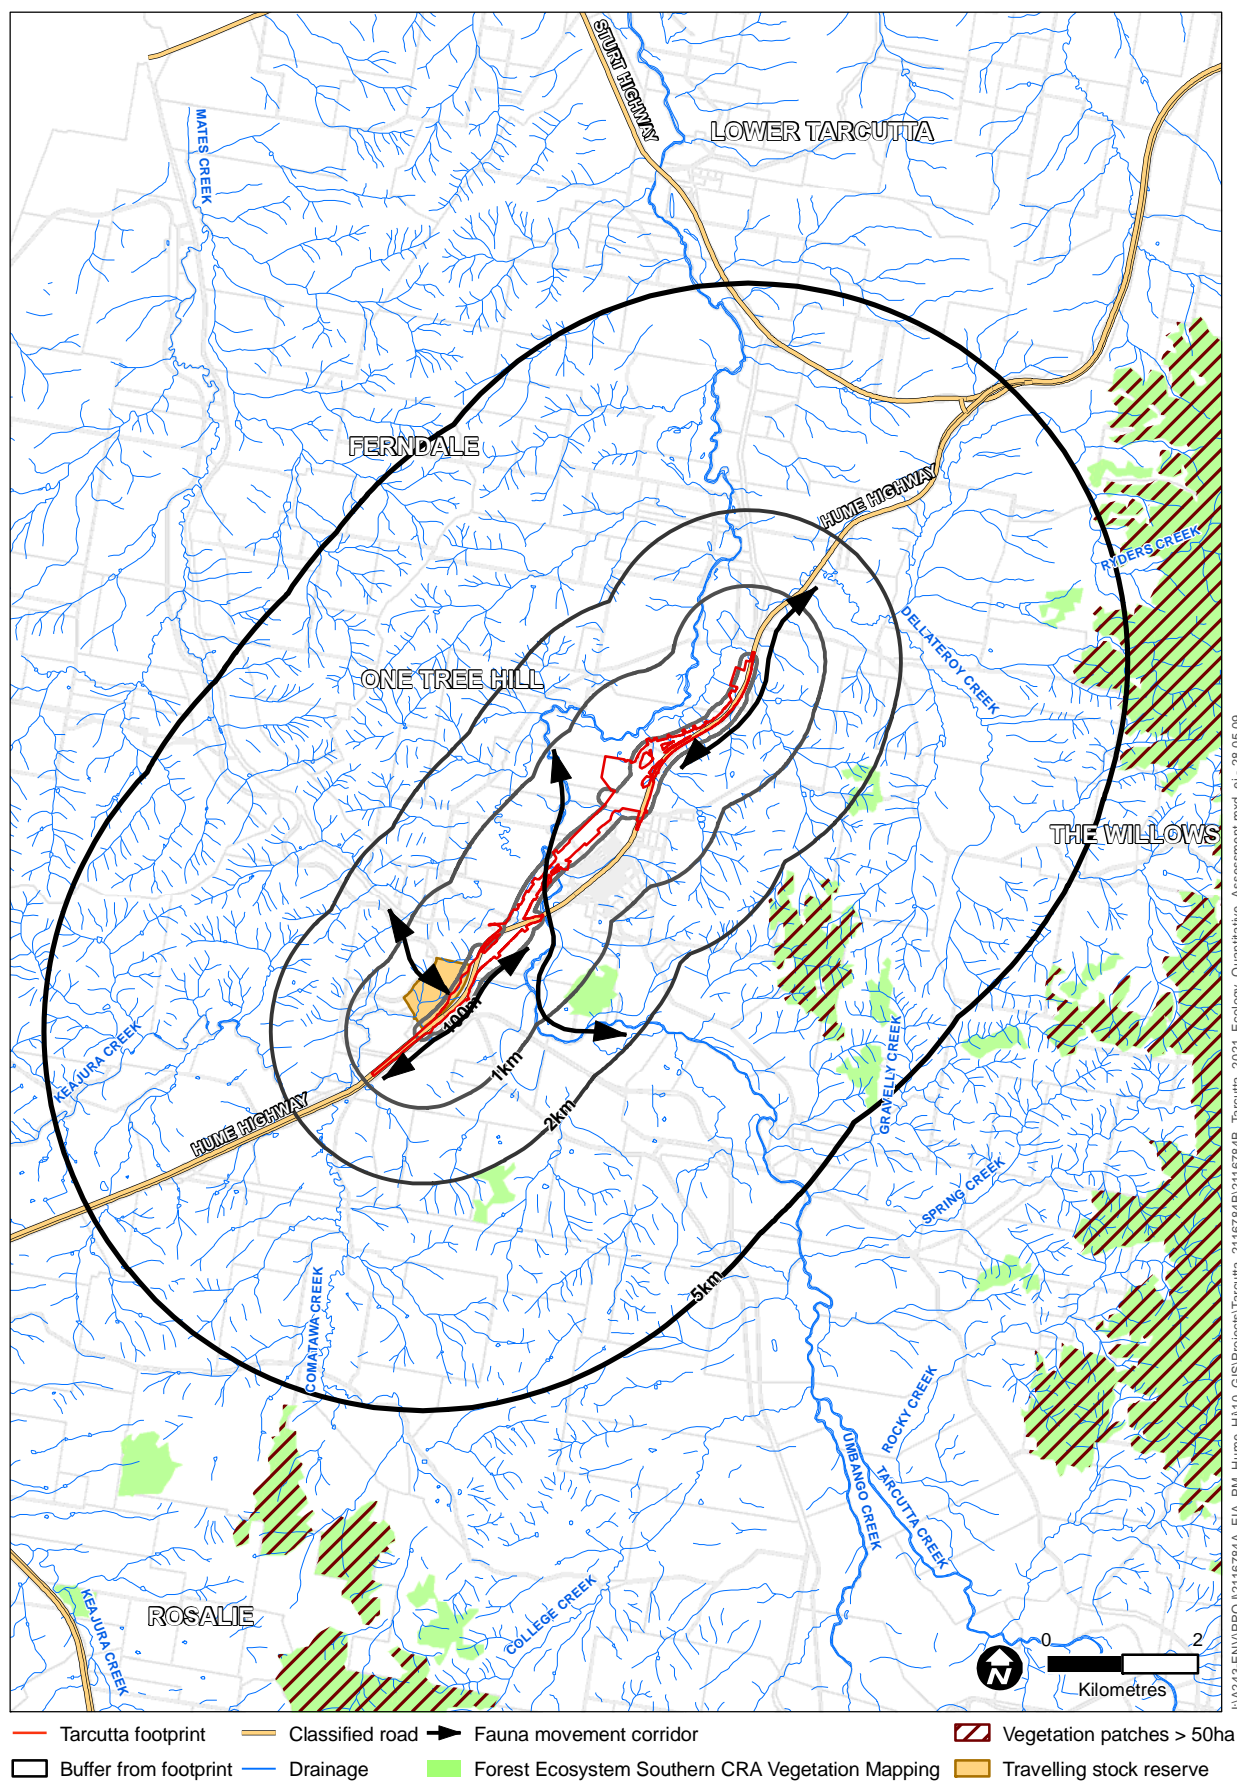 STURT HIGHWAY
LOWER TARCUTTA
MATES CREEK
FERNDALE
HUME HIGHWAY
RYDERS CREEK
DELLATEROY CREEK
ONE TREE HILL
THE WILLOWS
100m
1km
2km
KEAJURA CREEK
HUME HIGHWAY
GRAVELLY CREEK
SPRING CREEK
5km
COMATAWA CREEK
ROCKY CREEK
UMBANGO CREEK
TARCUTTA CREEK
COLLEGE CREEK
ROSALIE
KEAJURA CREEK
N
0 2
Kilometres
Tarcutta footprint
Classified road
Fauna movement corridor
Vegetation patches > 50ha
Buffer from footprint
Drainage
Forest Ecosystem Southern CRA Vegetation Mapping
Travelling stock reserve